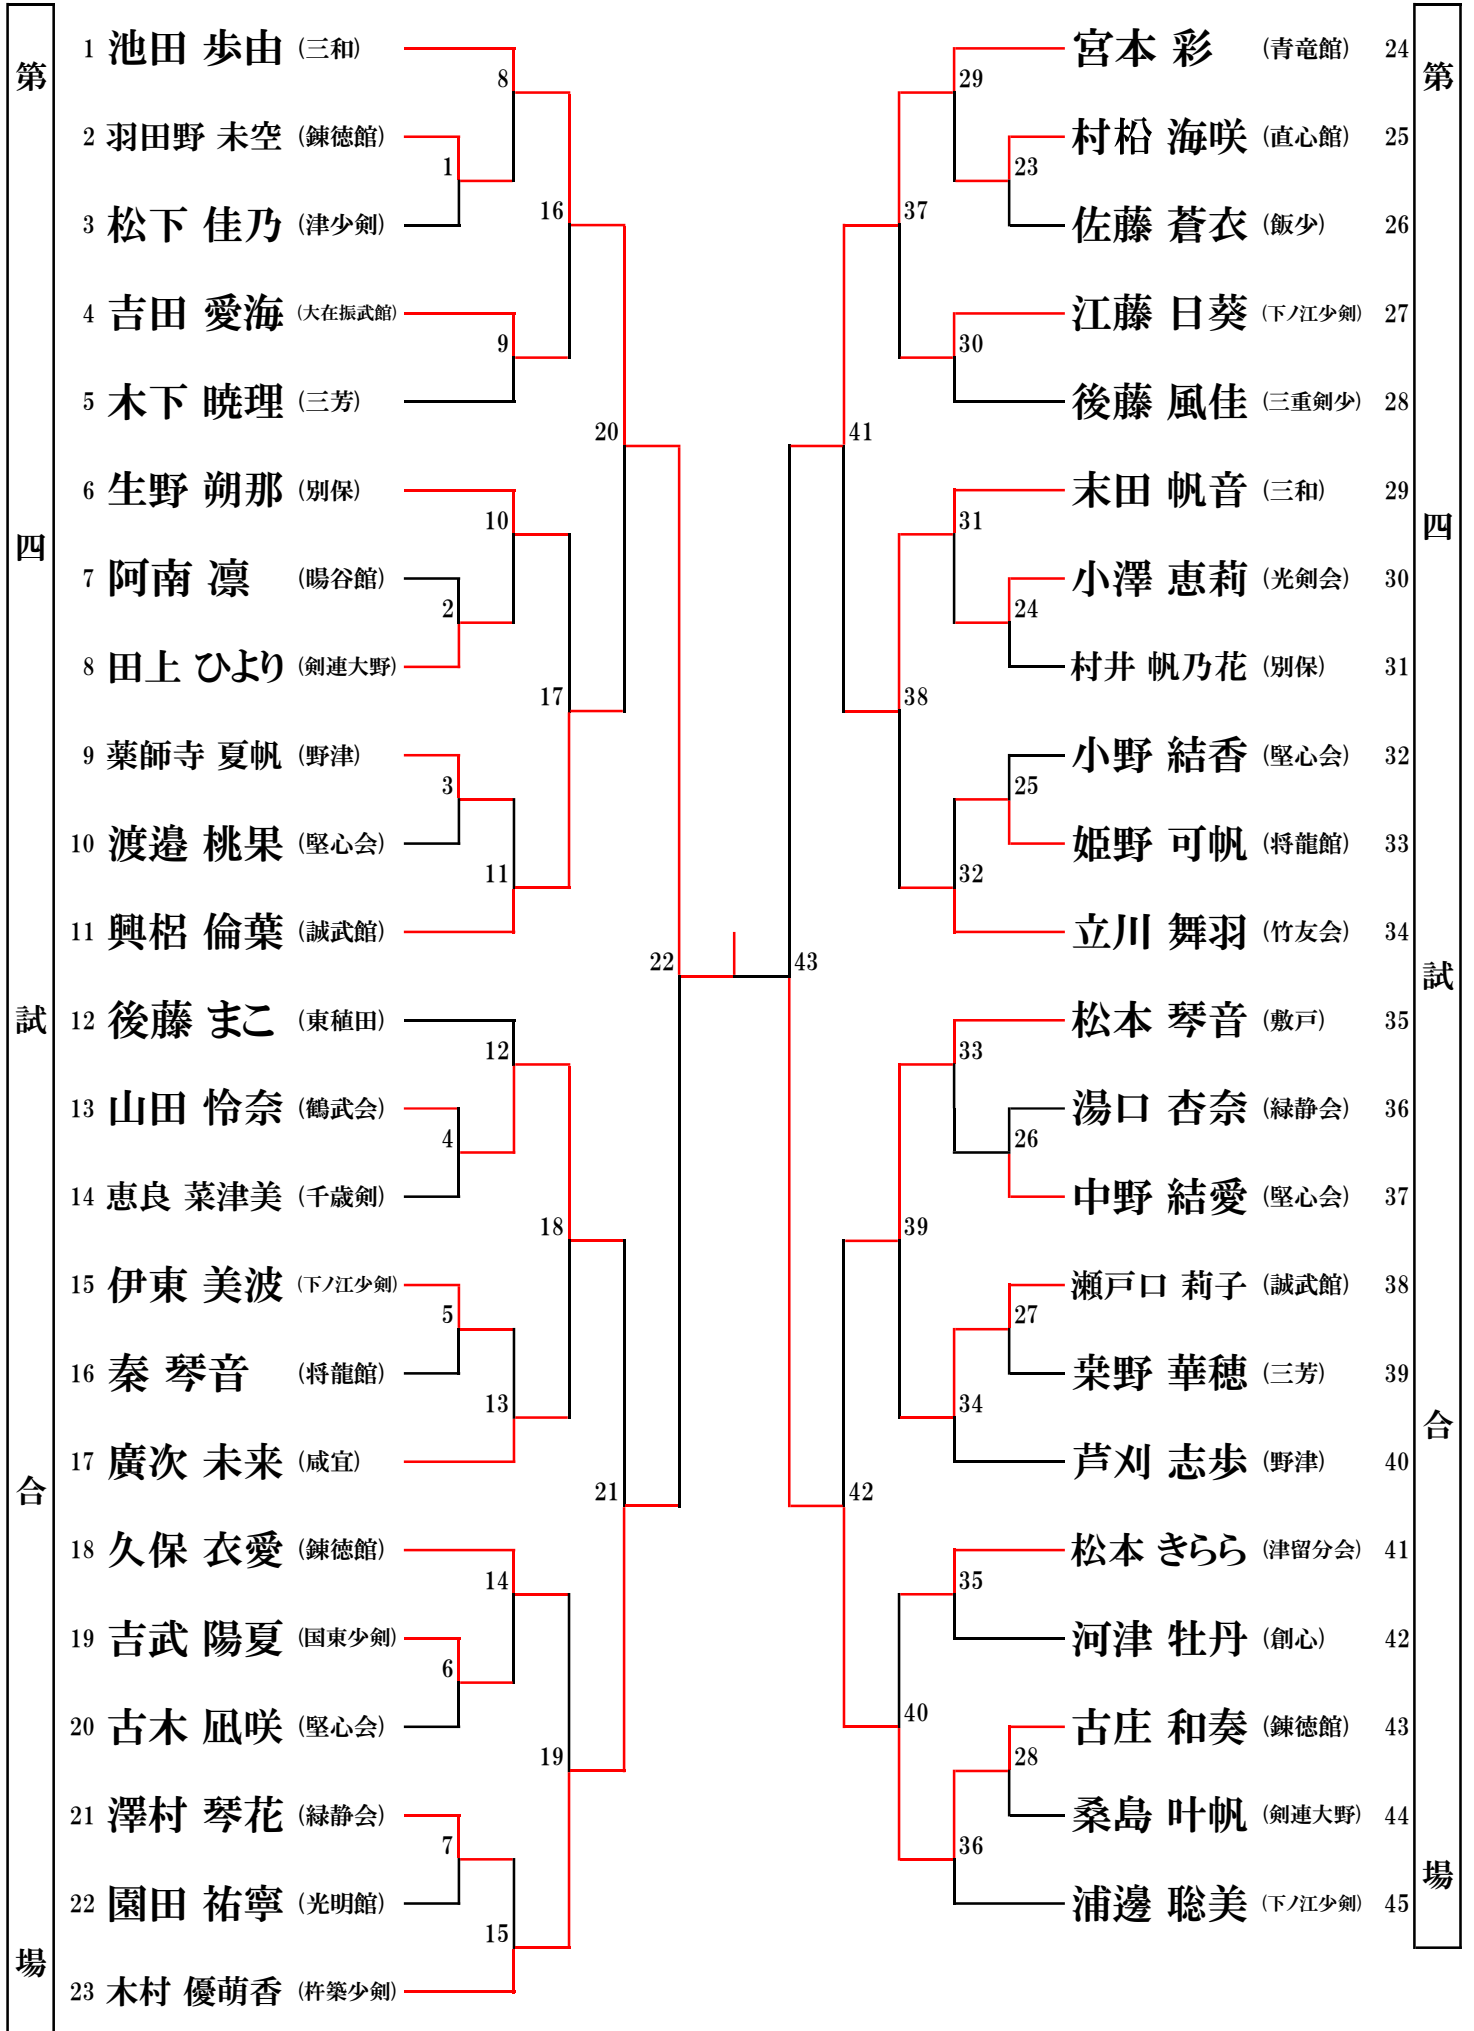 第四試合場
1 池田 歩由 (三和)
2 羽田野 未空 (錬徳館)
3 松下 佳乃 (津少剣)
4 吉田 愛海 (大在振武館)
5 木下 暁理 (三芳)
6 生野 朔那 (別保)
7 阿南 凛 (暘谷館)
8 田上 ひより (剣連大野)
9 薬師寺 夏帆 (野津)
10 渡邉 桃果 (堅心会)
11 興梠 倫葉 (誠武館)
12 後藤 まこ (東稙田)
13 山田 怜奈 (鶴武会)
14 恵良 菜津美 (千歳剣)
15 伊東 美波 (下ノ江少剣)
16 秦 琴音 (将龍館)
17 廣次 未来 (咸宜)
18 久保 衣愛 (錬徳館)
19 吉武 陽夏 (国東少剣)
20 古木 凪咲 (堅心会)
21 澤村 琴花 (緑静会)
22 園田 祐寧 (光明館)
23 木村 優萌香 (杵築少剣)
1
2
3
4
5
6
7
8
9
10
11
12
13
14
15
16
17
18
19
20
21
22
43
41
42
37
38
39
40
29
30
31
32
33
34
35
36
23
24
25
26
27
28
宮本 彩 (青竜館) 24
村松 海咲 (直心館) 25
佐藤 蒼衣 (飯少) 26
江藤 日葵 (下ノ江少剣) 27
後藤 風佳 (三重剣少) 28
末田 帆音 (三和) 29
小澤 恵莉 (光剣会) 30
村井 帆乃花 (別保) 31
小野 結香 (堅心会) 32
姫野 可帆 (将龍館) 33
立川 舞羽 (竹友会) 34
松本 琴音 (敷戸) 35
湯口 杏奈 (緑静会) 36
中野 結愛 (堅心会) 37
瀬戸口 莉子 (誠武館) 38
桒野 華穂 (三芳) 39
芦刈 志歩 (野津) 40
松本 きらら (津留分会) 41
河津 牡丹 (創心) 42
古庄 和奏 (錬徳館) 43
桑島 叶帆 (剣連大野) 44
浦邊 聡美 (下ノ江少剣) 45
第四試合場